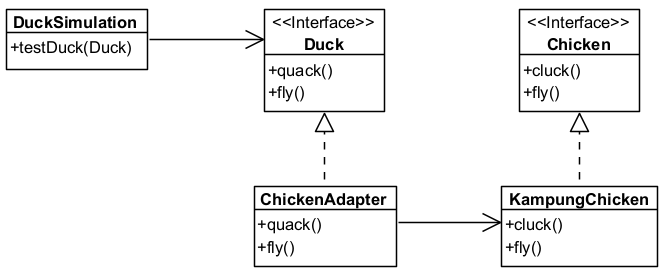 DuckSimulation
+testDuck(Duck)
<<Interface>>
Duck
+quack()
+fly()
<<Interface>>
Chicken
+cluck()
+fly()
ChickenAdapter
+quack()
+fly()
KampungChicken
+cluck()
+fly()